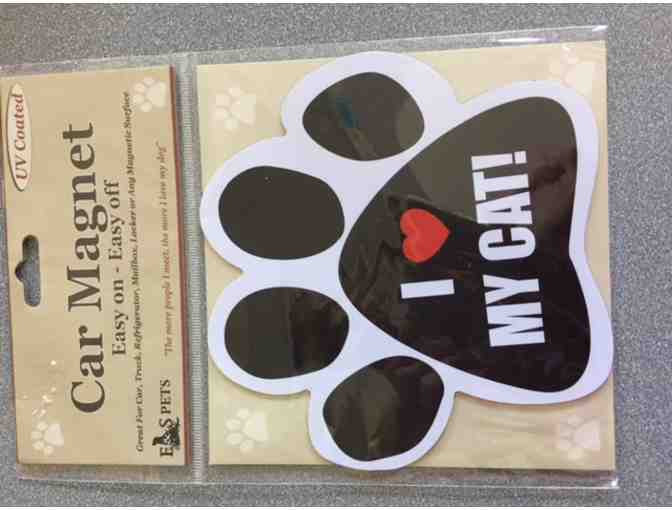 UV Coated
Car Magnet
Easy on - Easy off
Great For Car, Truck, Refrigerator, Mailbox, Locker or Any Magnetic Surface
"The more people I meet, the more I love my dog"
E&S PETS
I ❤
MY CAT!